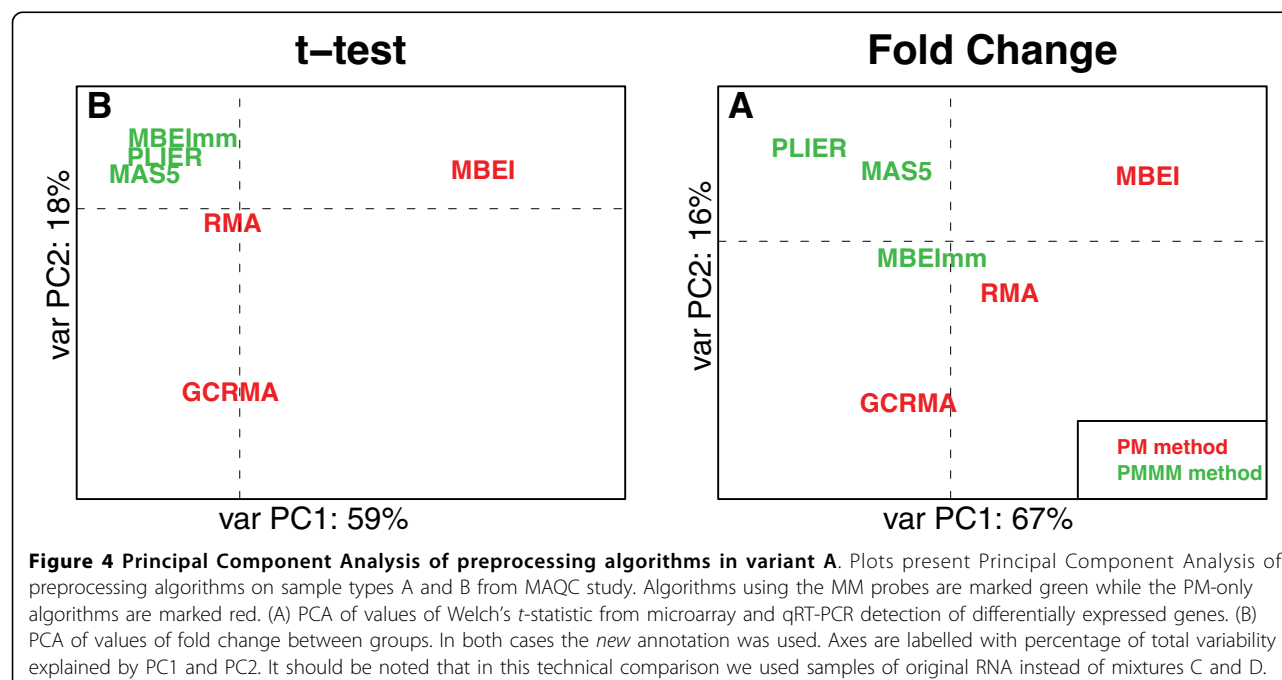 t–test
B
MBEImm
PLIER
MAS5
MBEI
RMA
GCRMA
var PC2: 18%
var PC1: 59%
Fold Change
A
PLIER
MAS5
MBEI
MBEImm
RMA
GCRMA
PM method
PMMM method
var PC2: 16%
var PC1: 67%
Figure 4 Principal Component Analysis of preprocessing algorithms in variant A. Plots present Principal Component Analysis of
preprocessing algorithms on sample types A and B from MAQC study. Algorithms using the MM probes are marked green while the PM-only
algorithms are marked red. (A) PCA of values of Welch's t-statistic from microarray and qRT-PCR detection of differentially expressed genes. (B)
PCA of values of fold change between groups. In both cases the new annotation was used. Axes are labelled with percentage of total variability
explained by PC1 and PC2. It should be noted that in this technical comparison we used samples of original RNA instead of mixtures C and D.